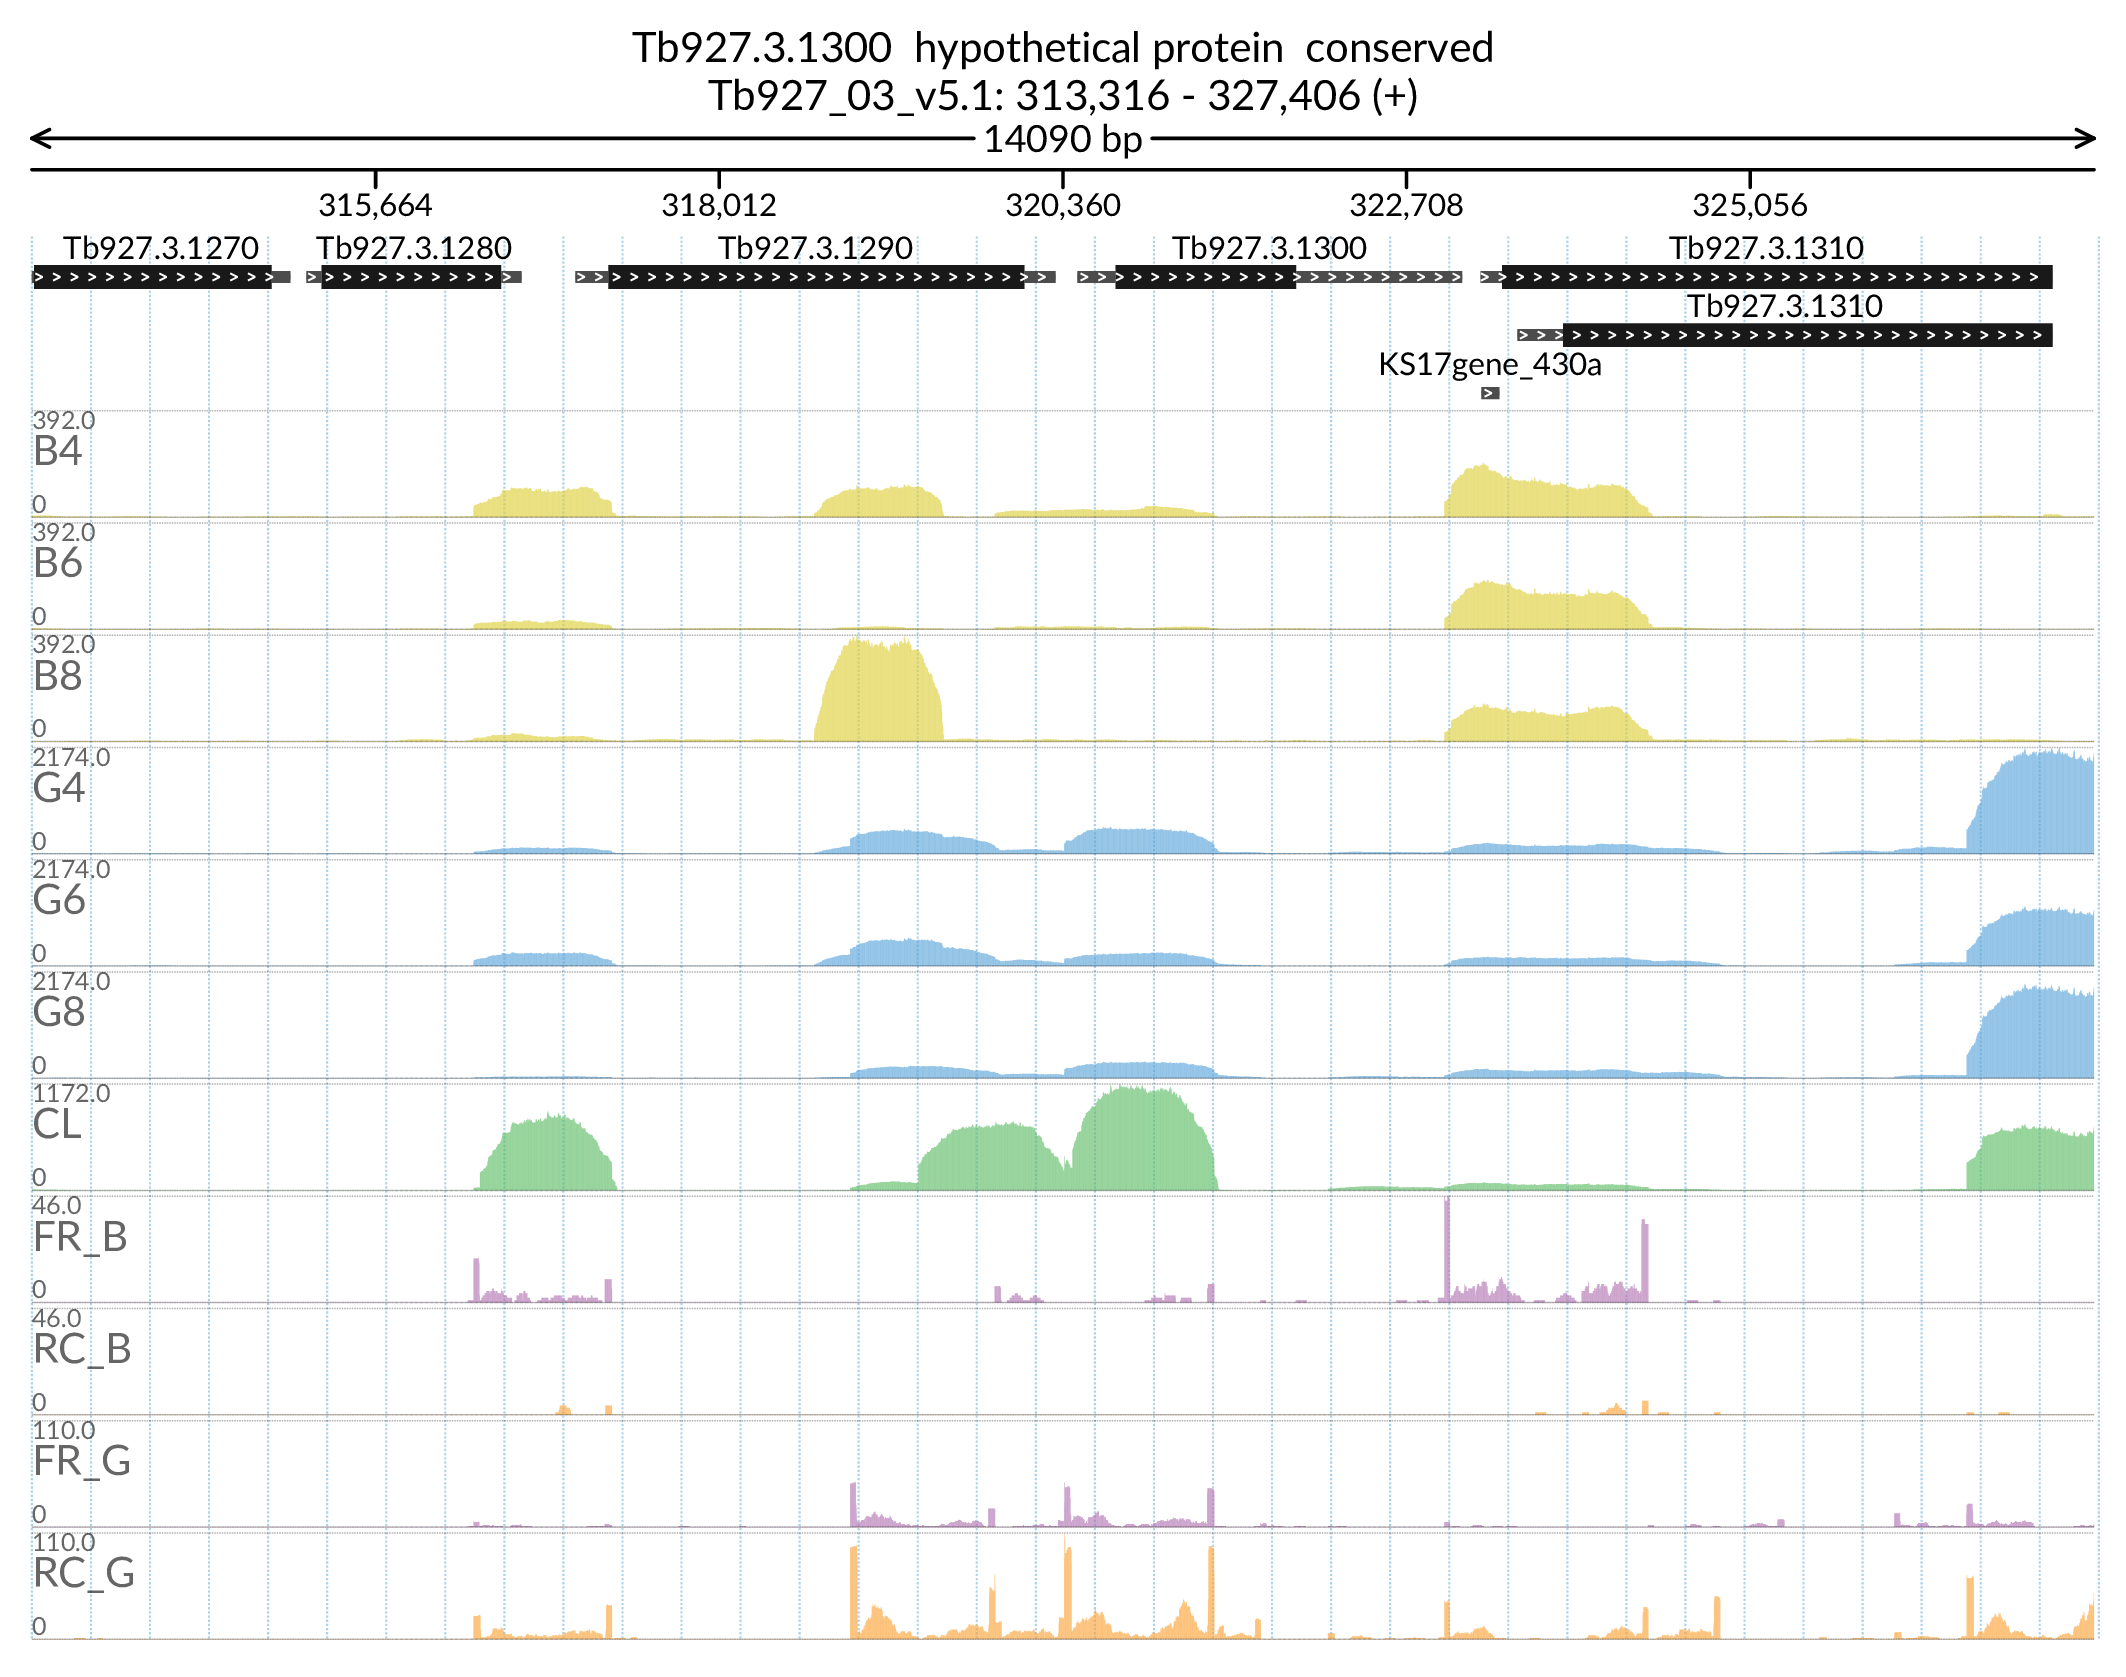 Tb927.3.1300  hypothetical protein  conserved
Tb927_03_v5.1: 313,316 - 327,406 (+)
14090 bp
315,664 318,012 320,360 322,708 325,056
Tb927.3.1270 Tb927.3.1280 Tb927.3.1290 Tb927.3.1300 Tb927.3.1310
Tb927.3.1310
KS17gene_430a
392.0
B4
0
392.0
B6
0
392.0
B8
0
2174.0
G4
0
2174.0
G6
0
2174.0
G8
0
1172.0
CL
0
46.0
FR_B
0
46.0
RC_B
0
110.0
FR_G
0
110.0
RC_G
0